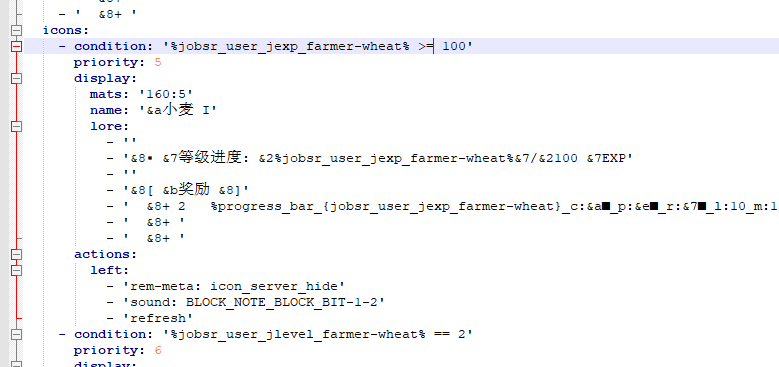 - '  &8+ '
icons:
- condition: '%jobsr_user_jexp_farmer-wheat% >= 100'
priority: 5
display:
mats: '160:5'
name: '&a小麦 I'
lore:
- ''
- '&8▪ &7等级进度: &2%jobsr_user_jexp_farmer-wheat%&7/&2100 &7EXP'
- ''
- '&8[ &b奖励 &8]'
- '  &8+ 2   %progress_bar_{jobsr_user_jexp_farmer-wheat}_c:&a■_p:&e■_r:&7■_l:10_m:1
- '  &8+ '
- '  &8+ '
actions:
left:
- 'rem-meta: icon_server_hide'
- 'sound: BLOCK_NOTE_BLOCK_BIT-1-2'
- 'refresh'
- condition: '%jobsr_user_jlevel_farmer-wheat% == 2'
priority: 6
display: